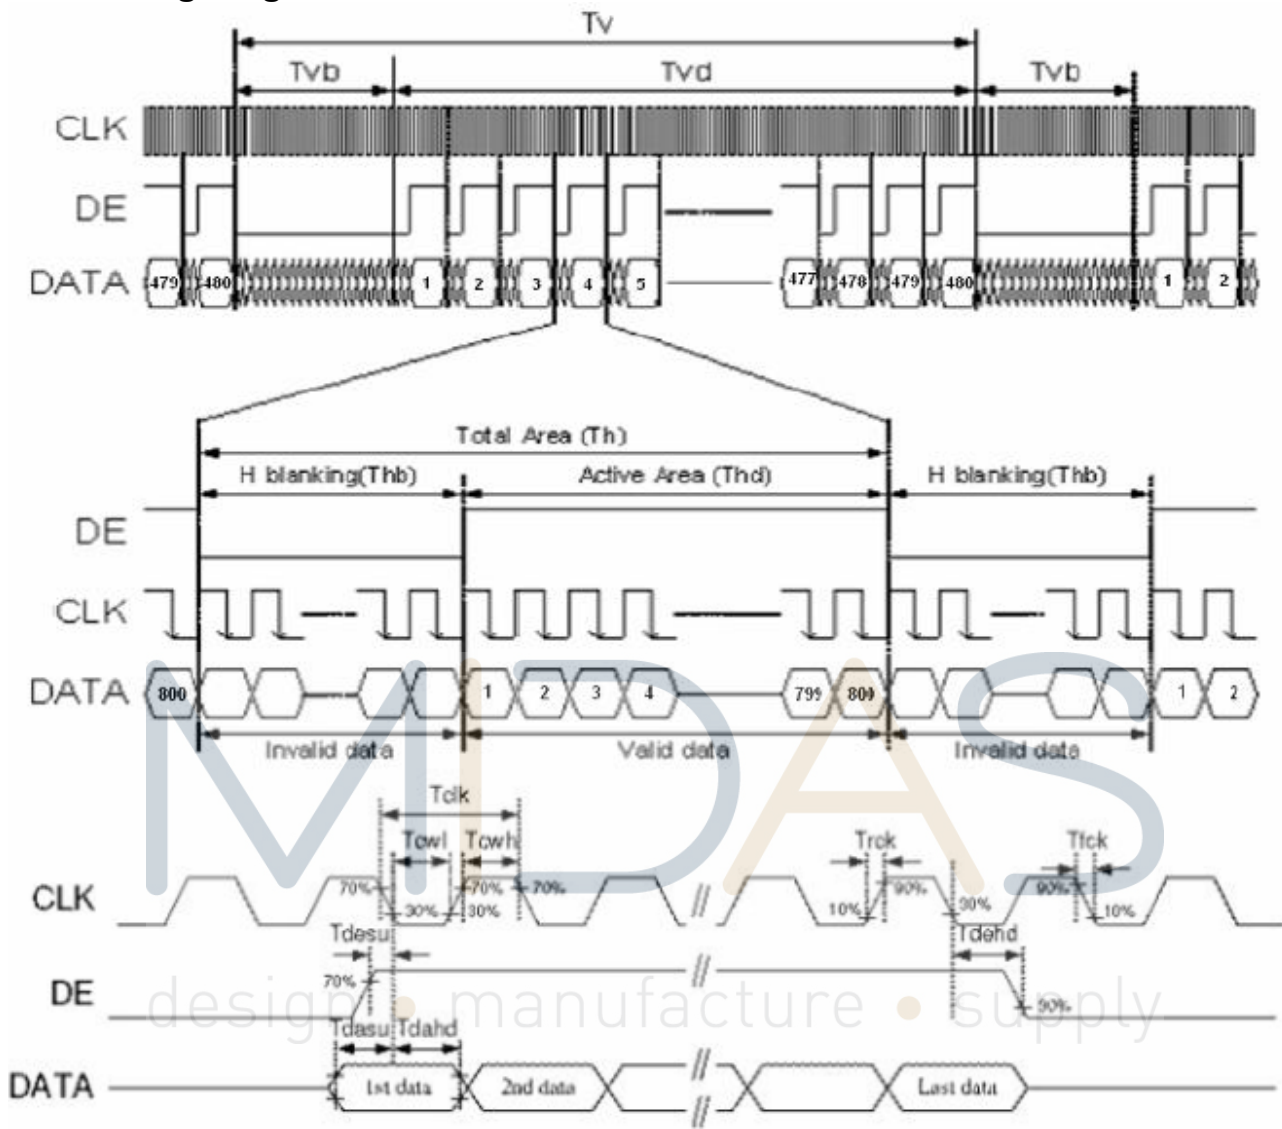 Tv
Tvb Tvd Tvb
CLK
DE
DATA 479 480 1 2 3 4 5 477 478 479 480 1 2
Total Area (Th)
H blanking(Thb) Active Area (Thd) H blanking(Thb)
DE
CLK
DATA 800 1 2 3 4 799 800 1 2
Invalid data Valid data Invalid data
MIDAS
Tclk
Tcwl Tcwh Trck Tfck
CLK 70% 30% 70% 30% 70% 10% 90% 30% 90% 10%
Tdesu Tdehd
DE 70% 90%
design • manufacture • supply
Tdasu Tdahd
DATA 1st data 2nd data Last data